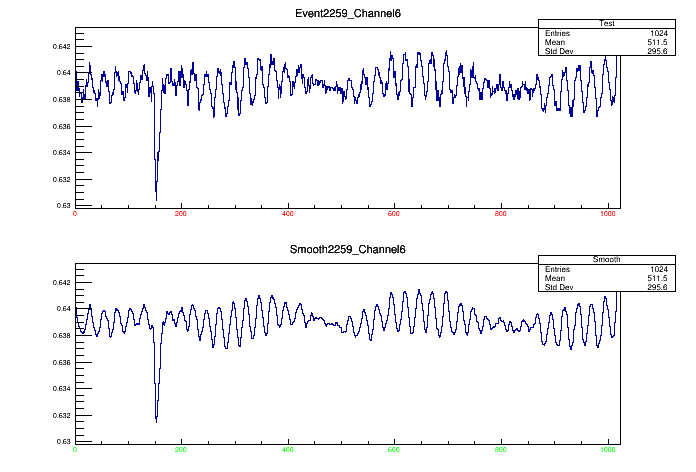 Event2259_Channel6
Test
Entries 1024
Mean 511.5
Std Dev 295.6
0.642
0.64
0.638
0.636
0.634
0.632
0.63
0 200 400 600 800 1000
Smooth2259_Channel6
Smooth
Entries 1024
Mean 511.5
Std Dev 295.6
0.642
0.64
0.638
0.636
0.634
0.632
0.63
0 200 400 600 800 1000